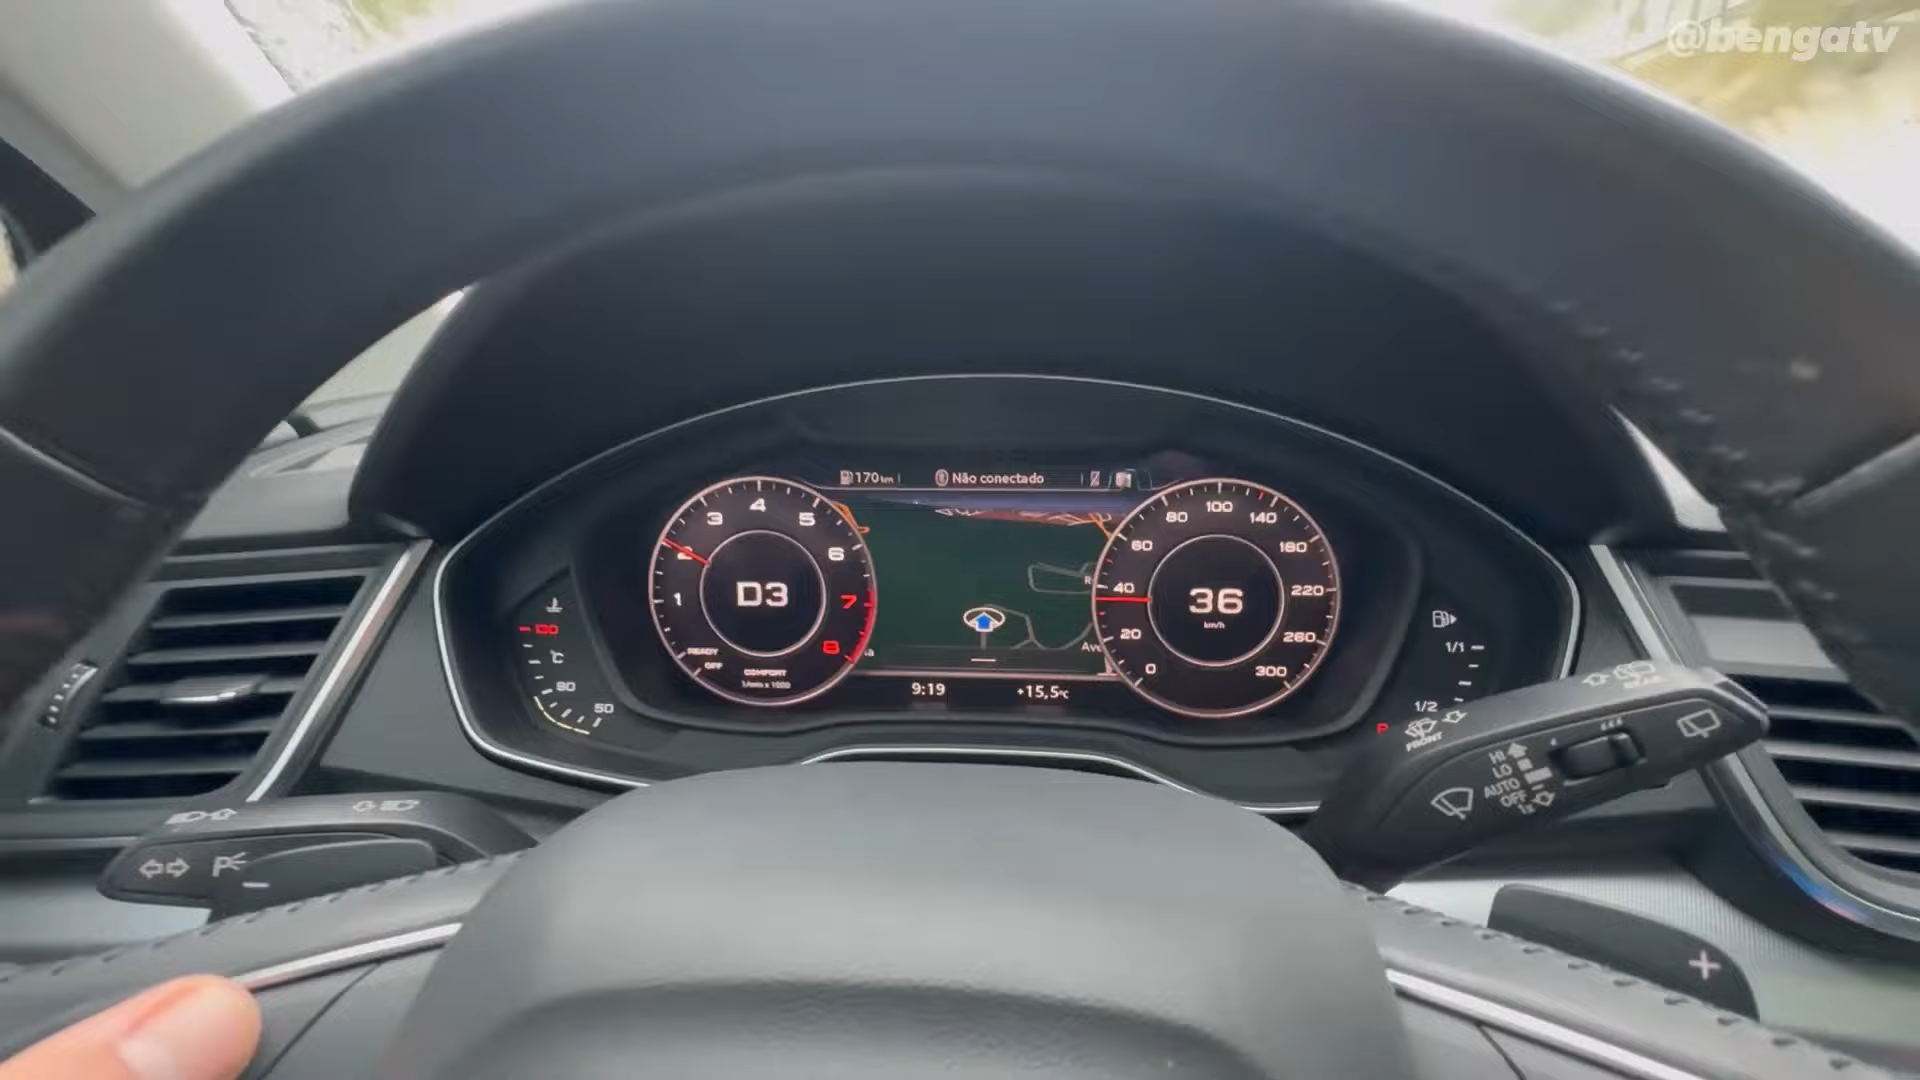 @bengatv
170 km
Não conectado
1
2
3
4
5
6
7
8
READY
OFF
D3
COMFORT
1/min x 1000
0
20
40
60
80
100
140
180
220
260
300
36
km/h
130
°C
90
50
9:19
+15,5°C
1/1
1/2
P
REAR
FRONT
HI
LO
AUTO
OFF
1x
P
+